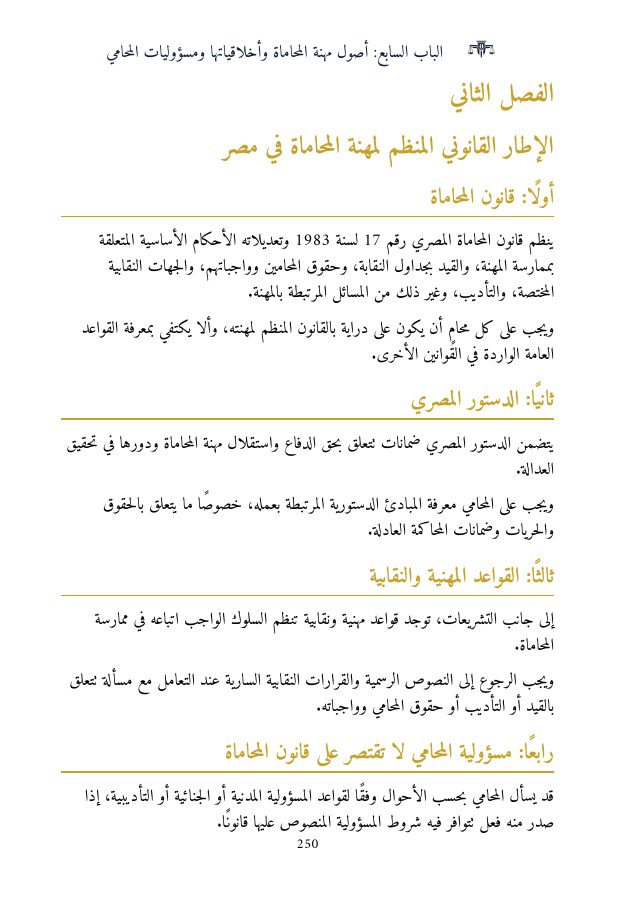 الباب السابع: أصول مهنة المحاماة وأخلاقياتها ومسؤوليات المحامي
الفصل الثاني
الإطار القانوني المنظم لمهنة المحاماة في مصر
أولًا: قانون المحاماة
ينظم قانون المحاماة المصري رقم 17 لسنة 1983 وتعديلاته الأحكام الأساسية المتعلقة
بممارسة المهنة، والقيد بجداول النقابة، وحقوق المحامين وواجباتهم، والجهات النقابية
المختصة، والتأديب، وغير ذلك من المسائل المرتبطة بالمهنة.
ويجب على كل محامٍ أن يكون على دراية بالقانون المنظم لمهنته، وألا يكتفي بمعرفة القواعد
العامة الواردة في القوانين الأخرى.
ثانيًا: الدستور المصري
يتضمن الدستور المصري ضمانات تتعلق بحق الدفاع واستقلال مهنة المحاماة ودورها في تحقيق
العدالة.
ويجب على المحامي معرفة المبادئ الدستورية المرتبطة بعمله، خصوصًا ما يتعلق بالحقوق
والحريات وضمانات المحاكمة العادلة.
ثالثًا: القواعد المهنية والنقابية
إلى جانب التشريعات، توجد قواعد مهنية ونقابية تنظم السلوك الواجب اتباعه في ممارسة
المحاماة.
ويجب الرجوع إلى النصوص الرسمية والقرارات النقابية السارية عند التعامل مع مسألة تتعلق
بالقيد أو التأديب أو حقوق المحامي وواجباته.
رابعًا: مسؤولية المحامي لا تقتصر على قانون المحاماة
قد يسأل المحامي بحسب الأحوال وفقًا لقواعد المسؤولية المدنية أو الجنائية أو التأديبية، إذا
صدر منه فعل تتوافر فيه شروط المسؤولية المنصوص عليها قانونًا.
250